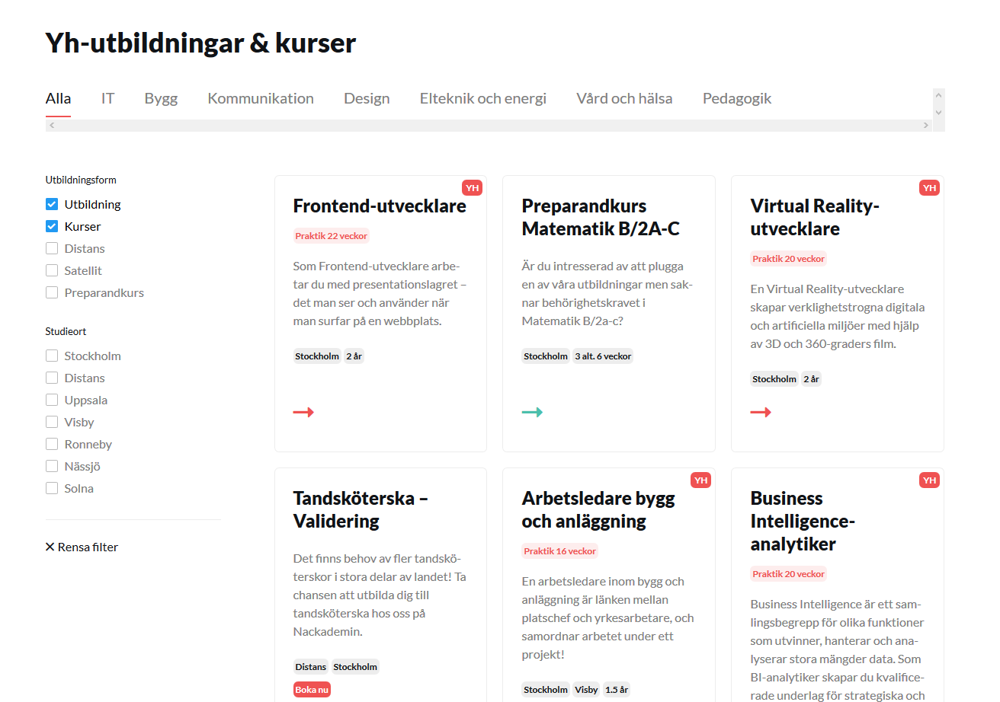 Yh-utbildningar & kurser
Alla
IT
Bygg
Kommunikation
Design
Elteknik och energi
Vård och hälsa
Pedagogik
Utbildningsform
Utbildning
Kurser
Distans
Satellit
Preparandkurs
Studieort
Stockholm
Distans
Uppsala
Visby
Ronneby
Nässjö
Solna
Rensa filter
YH
Frontend-utvecklare
Praktik 22 veckor
Som Frontend-utvecklare arbe-
tar du med presentationslagret –
det man ser och använder när
man surfar på en webbplats.
Stockholm 2 år
Preparandkurs
Matematik B/2A-C
Är du intresserad av att plugga
en av våra utbildningar men sak-
nar behörighetskravet i
Matematik B/2a-c?
Stockholm 3 alt. 6 veckor
YH
Virtual Reality-
utvecklare
Praktik 20 veckor
En Virtual Reality-utvecklare
skapar verklighetstrogna digitala
och artificiella miljöer med hjälp
av 3D och 360-graders film.
Stockholm 2 år
Tandsköterska –
Validering
Det finns behov av fler tandskö-
terskor i stora delar av landet! Ta
chansen att utbilda dig till
tandsköterska hos oss på
Nackademin.
Distans Stockholm
Boka nu
YH
Arbetsledare bygg
och anläggning
Praktik 16 veckor
En arbetsledare inom bygg och
anläggning är länken mellan
platschef och yrkesarbetare, och
samordnar arbetet under ett
projekt!
Stockholm Visby 1.5 år
YH
Business
Intelligence-
analytiker
Praktik 20 veckor
Business Intelligence är ett sam-
lingsbegrepp för olika funktioner
som utvinner, hanterar och ana-
lyserar stora mängder data. Som
BI-analytiker skapar du kvalifice-
rade underlag för strategiska och